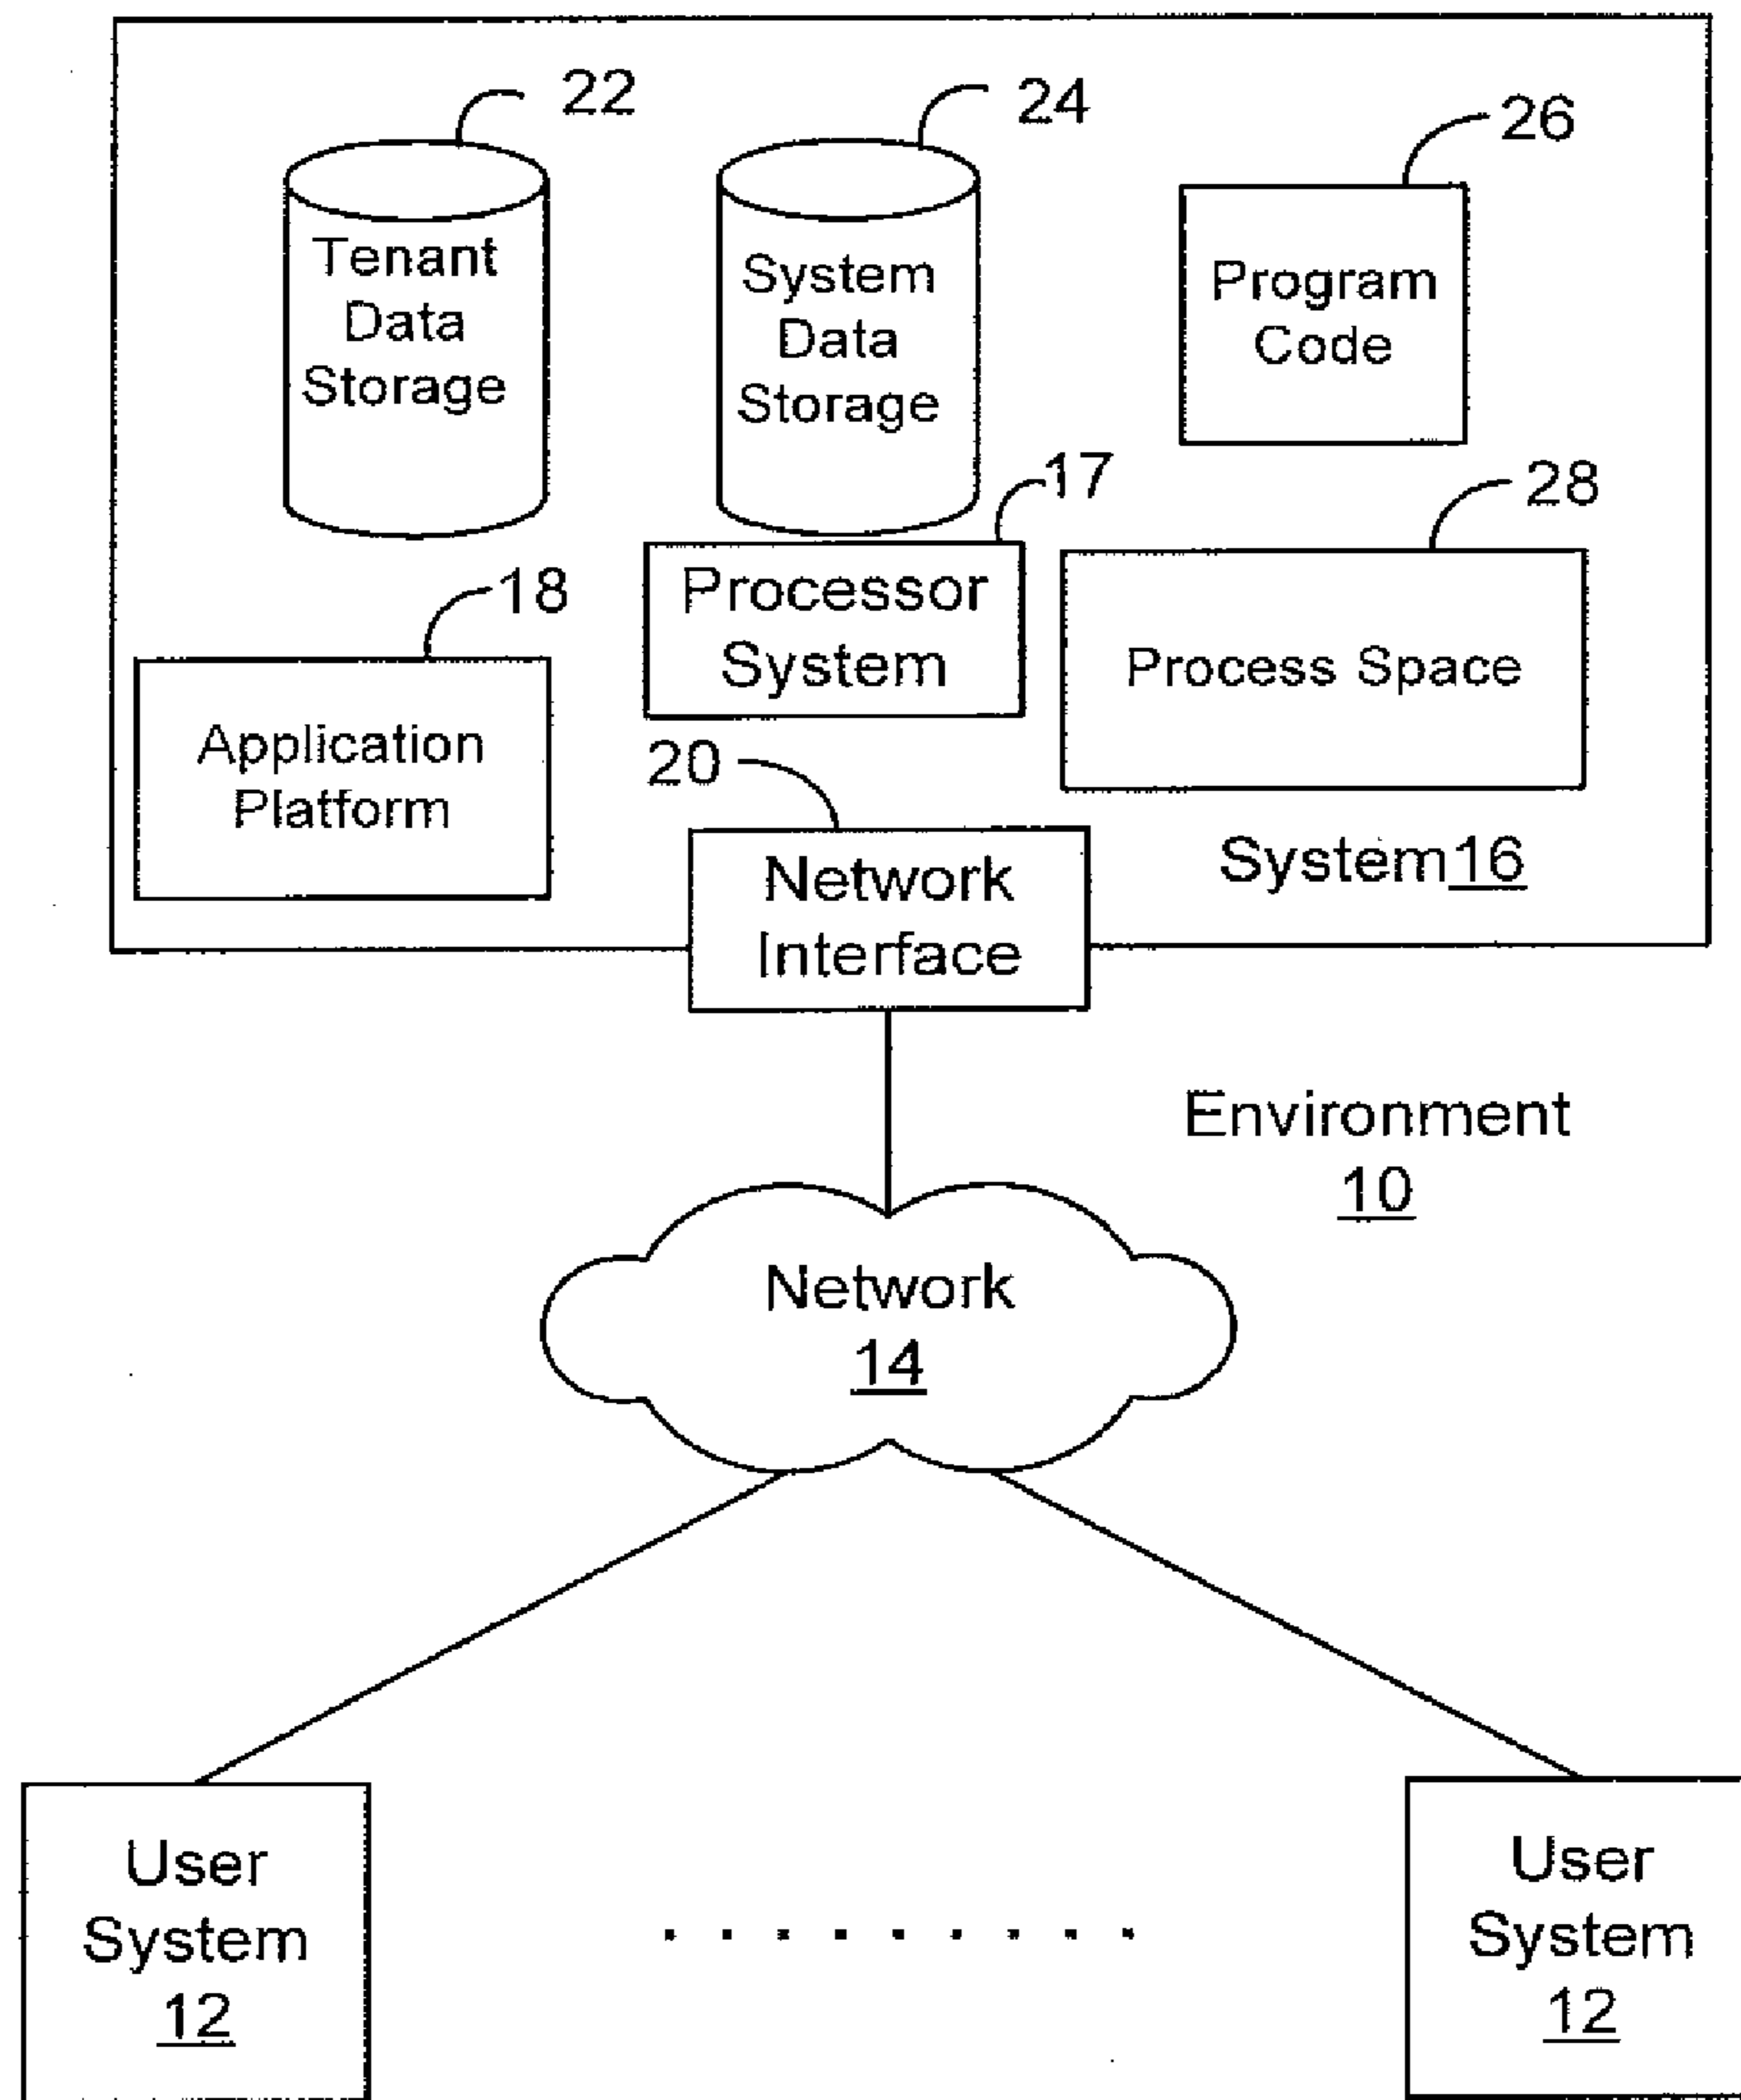 22
24
26
Tenant
Data
Storage
System
Data
Storage
Program
Code
17
28
18
Processor
System
Process Space
Application
Platform
20
Network
Interface
System16
Environment
10
Network
14
User
System
12
User
System
12